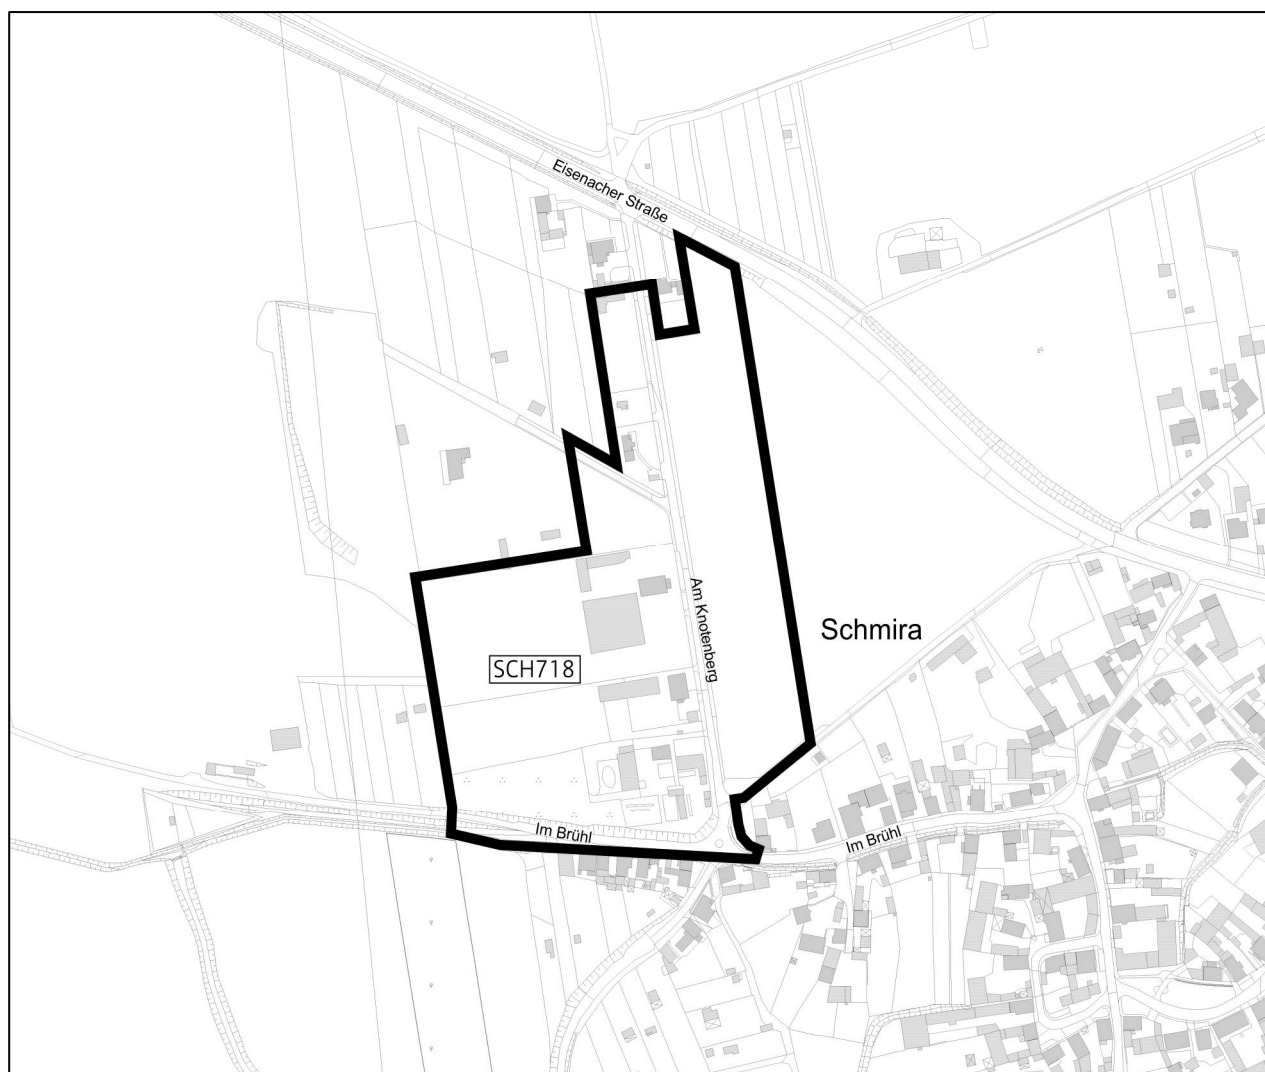 Eisenacher Straße
Am Knotenberg
Schmira
SCH718
Im Brühl
Im Brühl